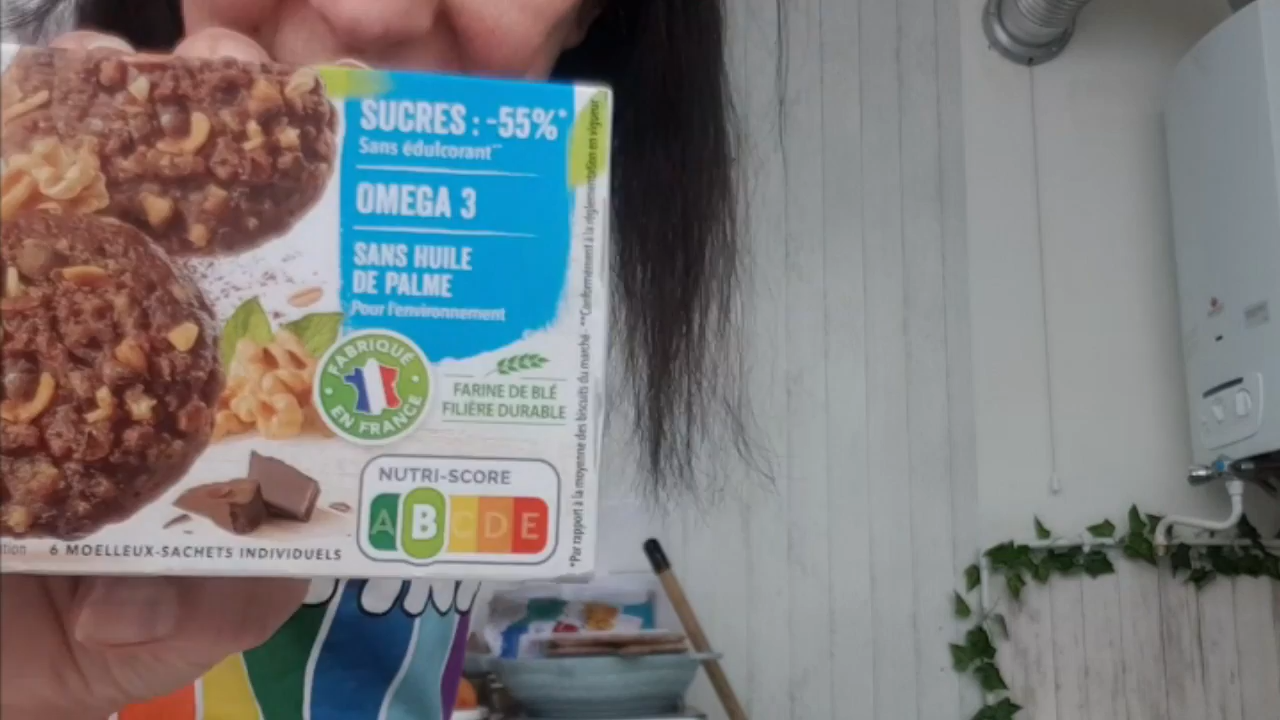 SUCRES : -55%*
Sans édulcorant**
OMEGA 3
SANS HUILE
DE PALME
Pour l'environnement
FABRIQUÉ
EN FRANCE
FARINE DE BLÉ
FILIÈRE DURABLE
NUTRI-SCORE
A B C D E
6 MOELLEUX-SACHETS INDIVIDUELS
*Par rapport à la moyenne des biscuits du marché - **Conformément à la réglementation en vigueur